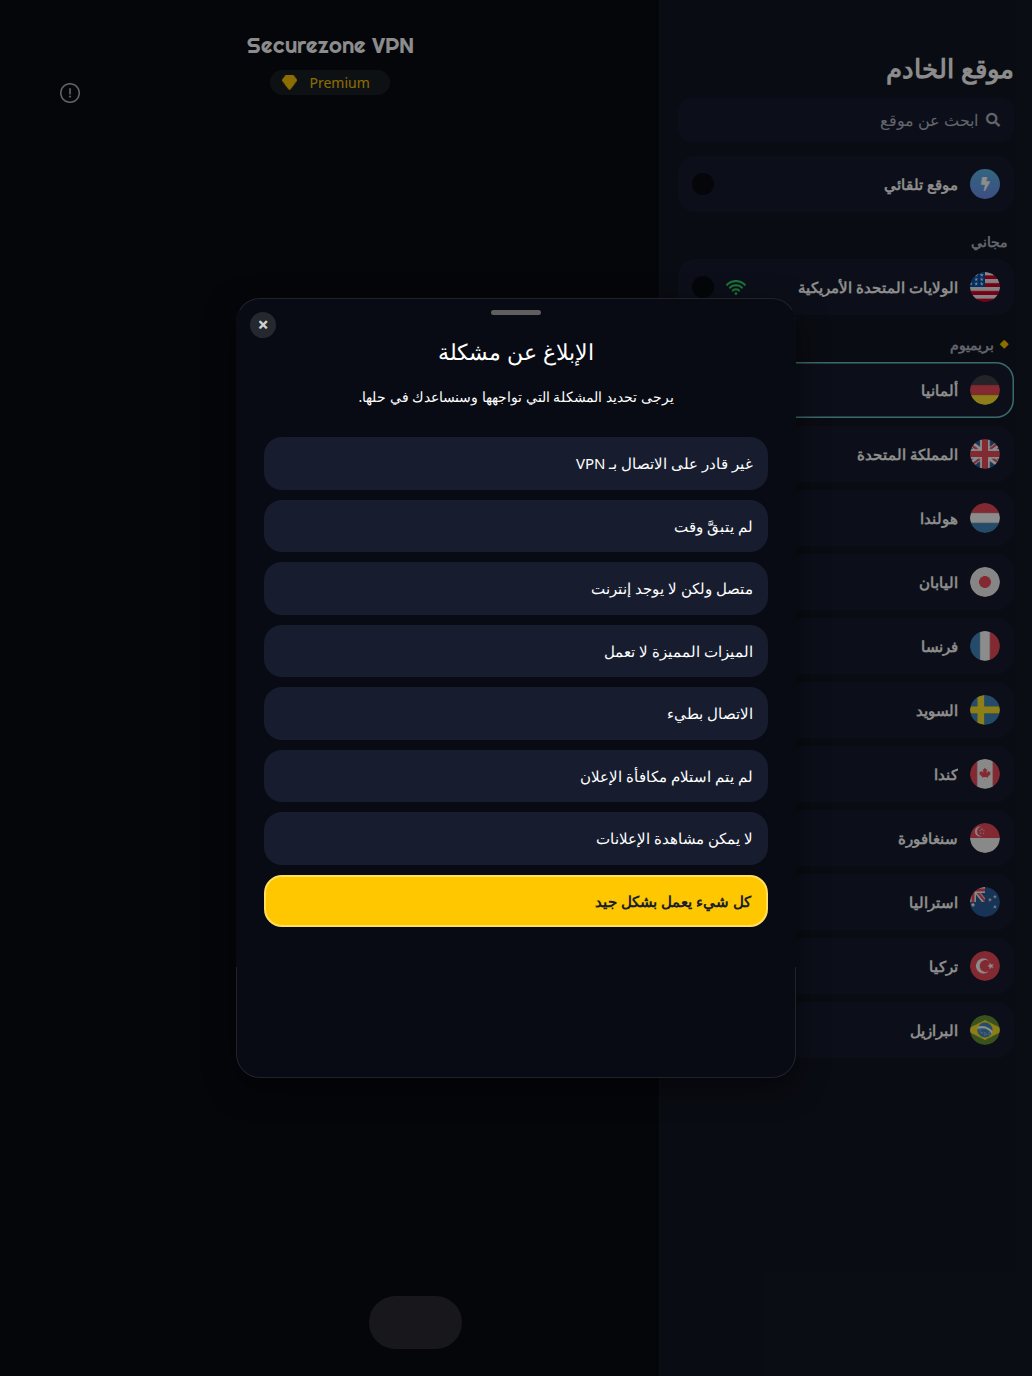 Securezone VPN
Premium
موقع الخادم
ابحث عن موقع
موقع تلقائي
مجاني
الولايات المتحدة الأمريكية
بريميوم
ألمانيا
المملكة المتحدة
هولندا
اليابان
فرنسا
السويد
كندا
سنغافورة
استراليا
تركيا
البرازيل
الإبلاغ عن مشكلة
يرجى تحديد المشكلة التي تواجهها وسنساعدك في حلها.
غير قادر على الاتصال بـ VPN
لم يتبقَّ وقت
متصل ولكن لا يوجد إنترنت
الميزات المميزة لا تعمل
الاتصال بطيء
لم يتم استلام مكافأة الإعلان
لا يمكن مشاهدة الإعلانات
كل شيء يعمل بشكل جيد